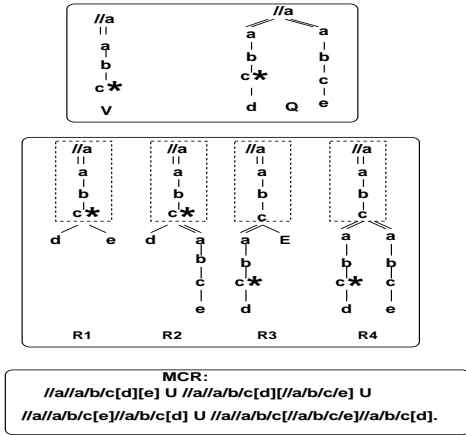 //a //a
a a a
b b b
c* c* c
V d Q e
//a //a //a //a
a a a a
b b b b
c* c* c c
d e d a a E a a
b b b b
c c* c* c
e d d e
R1 R2 R3 R4
MCR:
//a//a/b/c[d][e] U //a//a/b/c[d][//a/b/c/e] U
//a//a/b/c[e]//a/b/c[d] U //a//a/b/c[//a/b/c/e]//a/b/c[d].